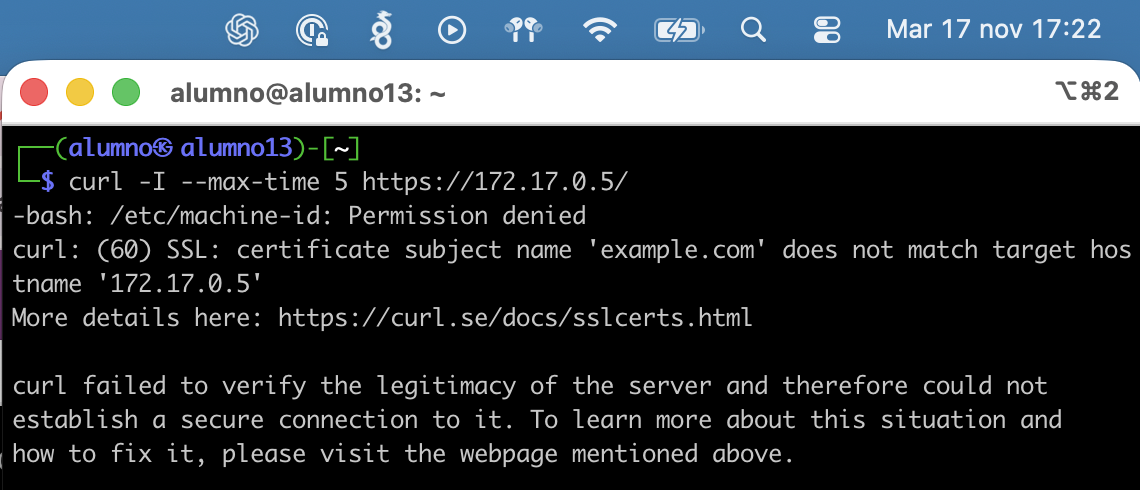 Mar 17 nov 17:22
alumno@alumno13: ~
⌥⌘2
┌──(alumno㉿ alumno13)-[~]
└─$ curl -I --max-time 5 https://172.17.0.5/
-bash: /etc/machine-id: Permission denied
curl: (60) SSL: certificate subject name 'example.com' does not match target hos
tname '172.17.0.5'
More details here: https://curl.se/docs/sslcerts.html
curl failed to verify the legitimacy of the server and therefore could not
establish a secure connection to it. To learn more about this situation and
how to fix it, please visit the webpage mentioned above.